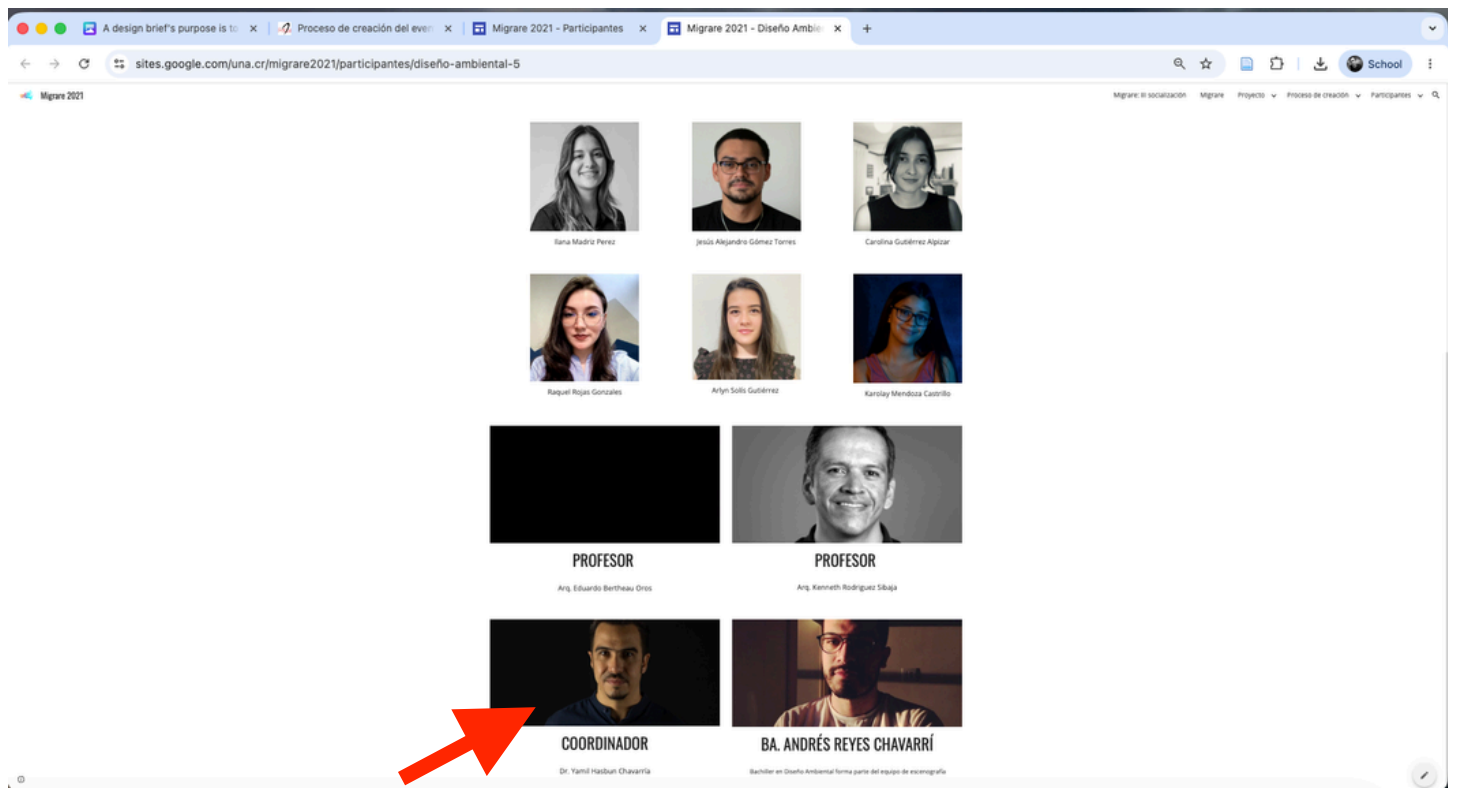 A design brief's purpose is to
Proceso de creación del even
Migrare 2021 - Participantes
Migrare 2021 - Diseño Ambie
sites.google.com/una.cr/migrare2021/participantes/diseño-ambiental-5
School
Migrare 2021
Migrare: III socialización Migrare Proyecto Proceso de creación Participantes
Ilana Madriz Perez
Jesús Alejandro Gómez Torres
Carolina Gutiérrez Alpizar
Raquel Rojas Gonzales
Arlyn Solís Gutiérrez
Karolay Mendoza Castrillo
PROFESOR
Arq. Eduardo Bertheau Oros
PROFESOR
Arq. Kenneth Rodriguez Sibaja
COORDINADOR
Dr. Yamil Hasbun Chavarría
BA. ANDRÉS REYES CHAVARRÍ
Bachiller en Diseño Ambiental forma parte del equipo de escenografía